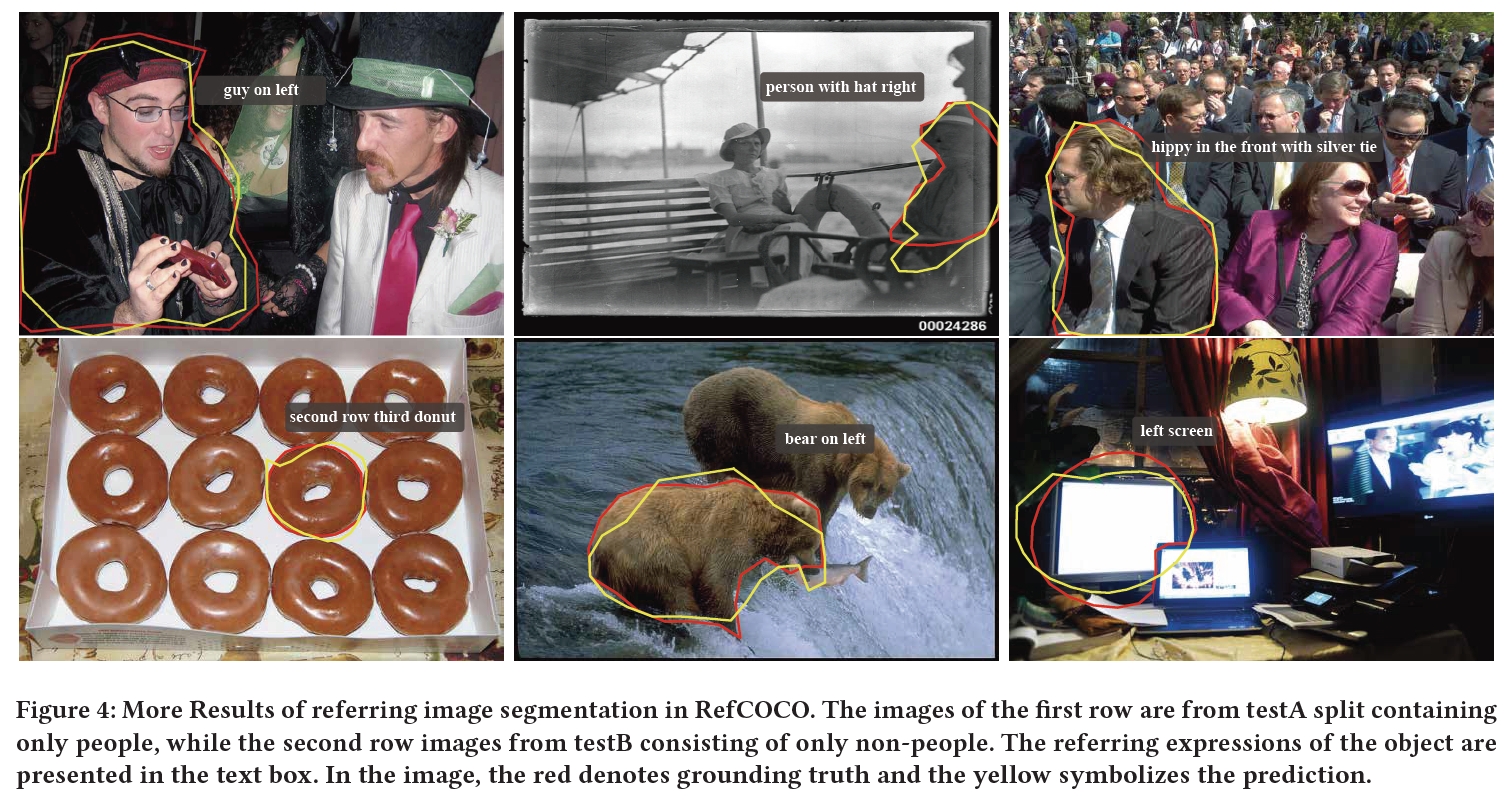 guy on left
person with hat right
hippy in the front with silver tie
00024286
second row third donut
bear on left
left screen
Figure 4: More Results of referring image segmentation in RefCOCO. The images of the first row are from testA split containing
only people, while the second row images from testB consisting of only non-people. The referring expressions of the object are
presented in the text box. In the image, the red denotes grounding truth and the yellow symbolizes the prediction.